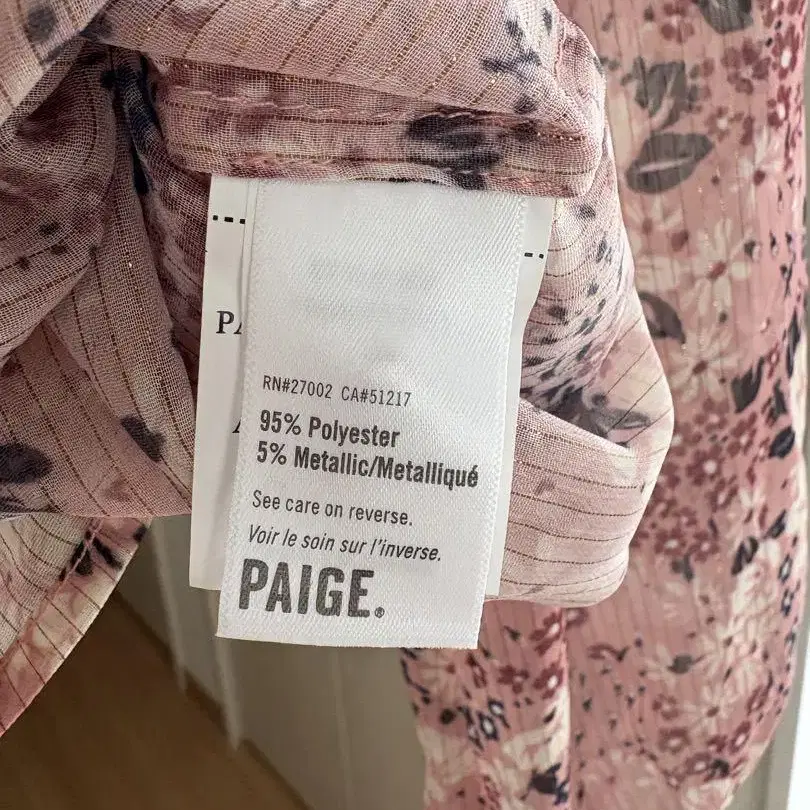 RN#27002 CA#51217
95% Polyester
5% Metallic/Metalliqué
See care on reverse.
Voir le soin sur l'inverse.
PAIGE.